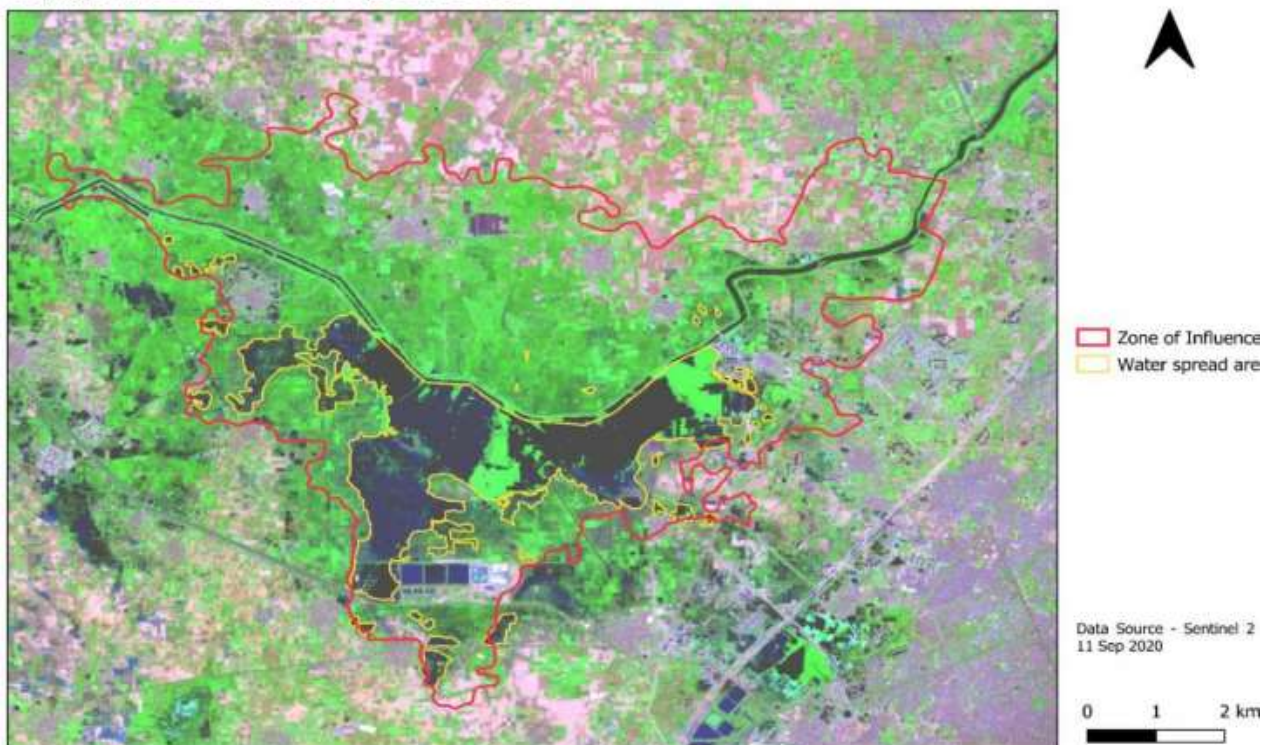 Zone of Influence
Water spread are
Data Source - Sentinel 2
11 Sep 2020
0 1 2 km